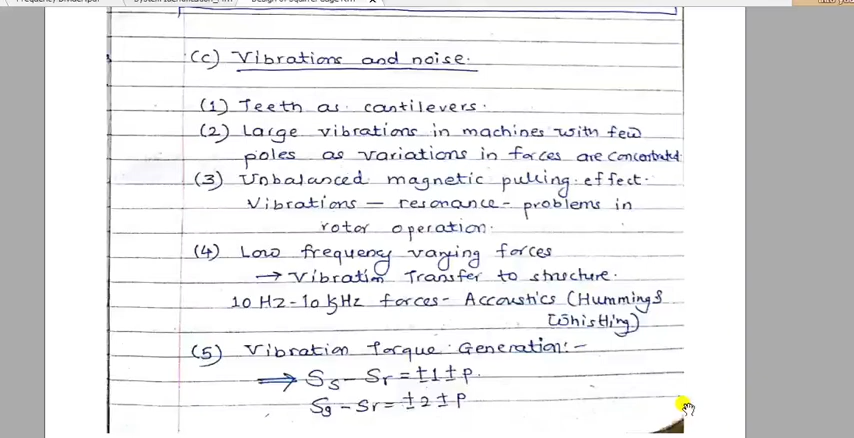 (c) Vibrations and noise.
(1) Teeth as cantilevers.
(2) Large vibrations in machines with few
poles as variations in forces are concentrated
(3) Unbalanced magnetic pulling effect.
Vibrations — resonance - problems in
rotor operation.
(4) Low frequency varying forces
→ Vibration Transfer to structure.
10 Hz - 10 kHz forces - Accoustics (Humming &
Whistling)
(5) Vibration Torque Generation:-
⟹ Ss - Sr = ±1 ± p.
Ss - Sr = ±2 ± P